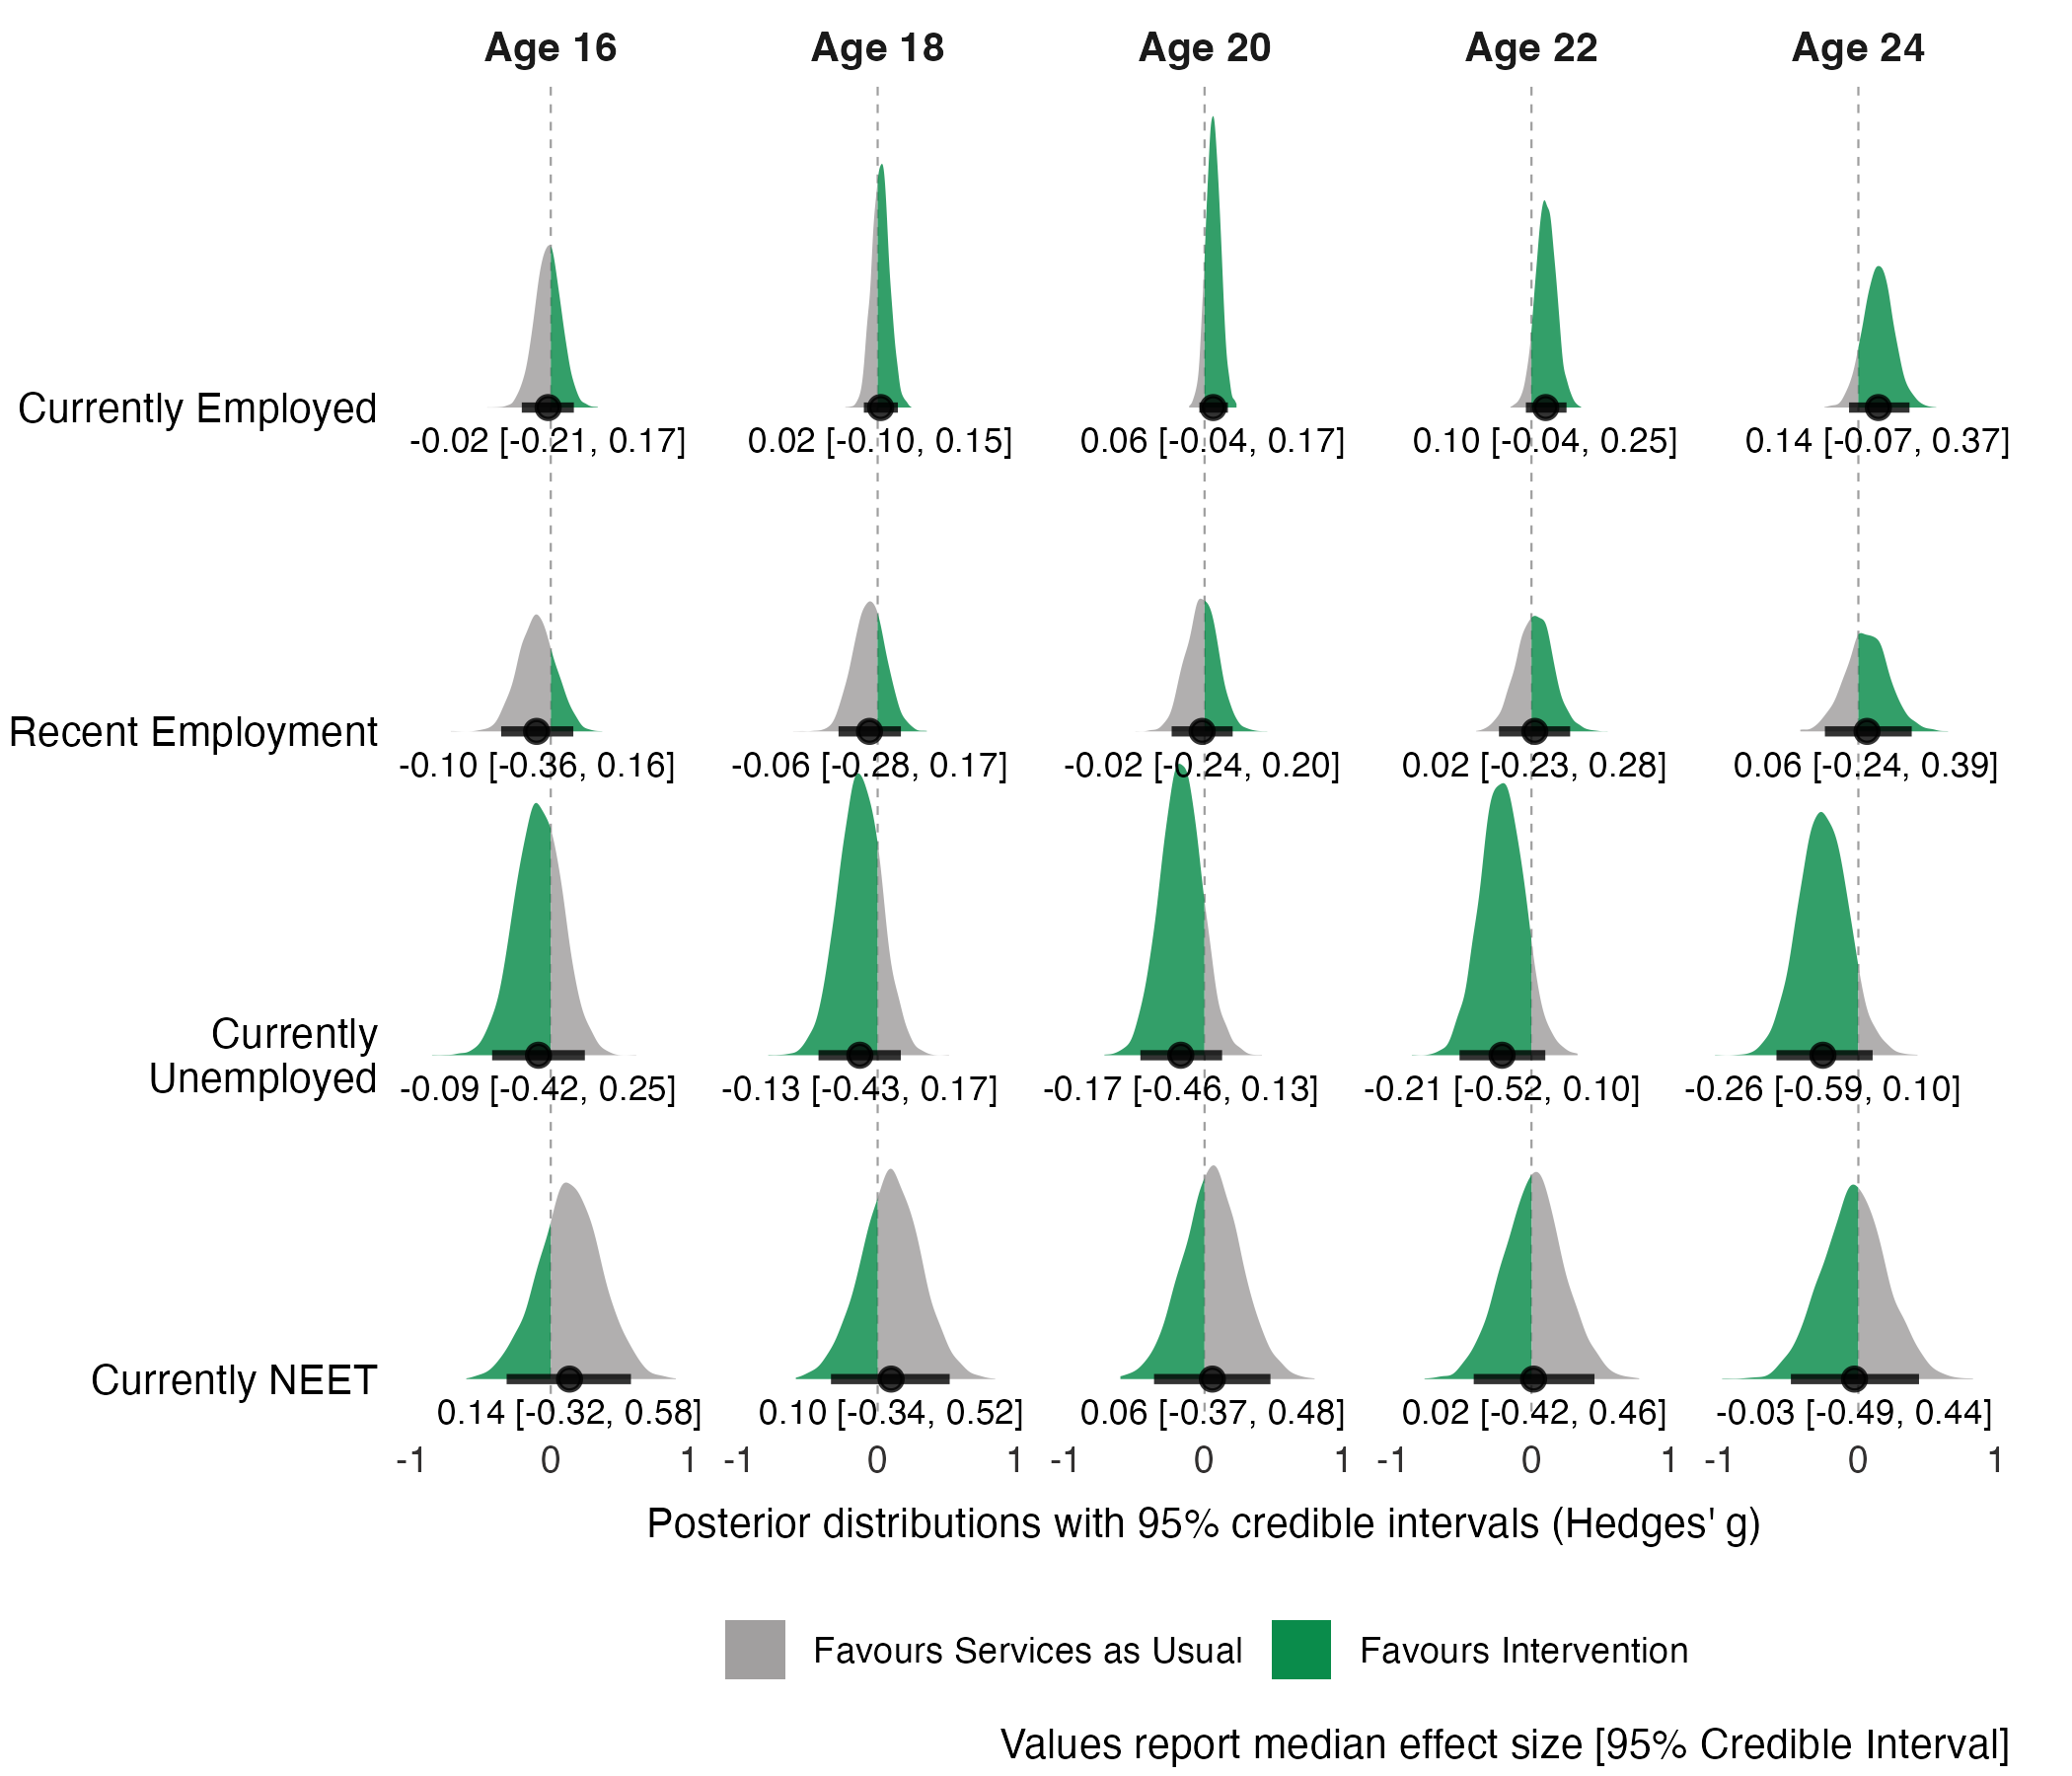 Age 16 Age 18 Age 20 Age 22 Age 24
Currently Employed
-0.02 [-0.21, 0.17] 0.02 [-0.10, 0.15] 0.06 [-0.04, 0.17] 0.10 [-0.04, 0.25] 0.14 [-0.07, 0.37]
Recent Employment
-0.10 [-0.36, 0.16] -0.06 [-0.28, 0.17] -0.02 [-0.24, 0.20] 0.02 [-0.23, 0.28] 0.06 [-0.24, 0.39]
Currently
Unemployed
-0.09 [-0.42, 0.25] -0.13 [-0.43, 0.17] -0.17 [-0.46, 0.13] -0.21 [-0.52, 0.10] -0.26 [-0.59, 0.10]
Currently NEET
0.14 [-0.32, 0.58] 0.10 [-0.34, 0.52] 0.06 [-0.37, 0.48] 0.02 [-0.42, 0.46] -0.03 [-0.49, 0.44]
-1 0 1 -1 0 1 -1 0 1 -1 0 1 -1 0 1
Posterior distributions with 95% credible intervals (Hedges' g)
Favours Services as Usual Favours Intervention
Values report median effect size [95% Credible Interval]